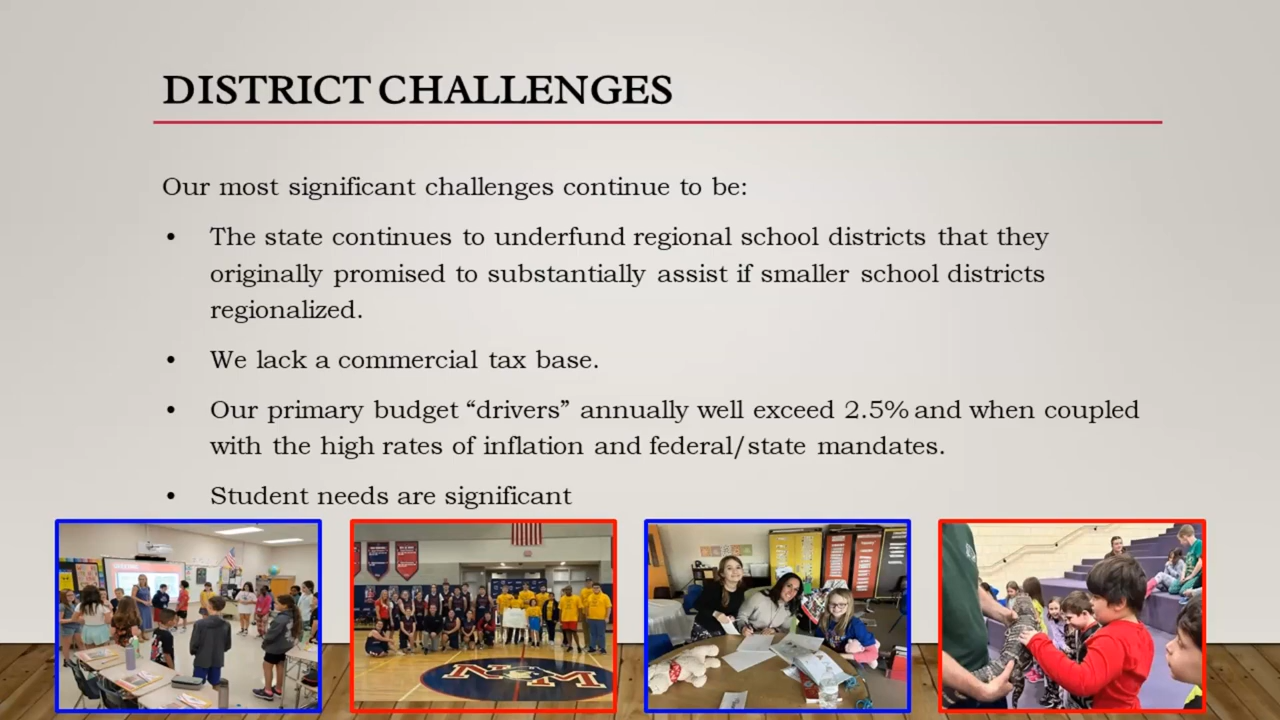 DISTRICT CHALLENGES
Our most significant challenges continue to be:
• The state continues to underfund regional school districts that they
originally promised to substantially assist if smaller school districts
regionalized.
• We lack a commercial tax base.
• Our primary budget “drivers” annually well exceed 2.5% and when coupled
with the high rates of inflation and federal/state mandates.
• Student needs are significant